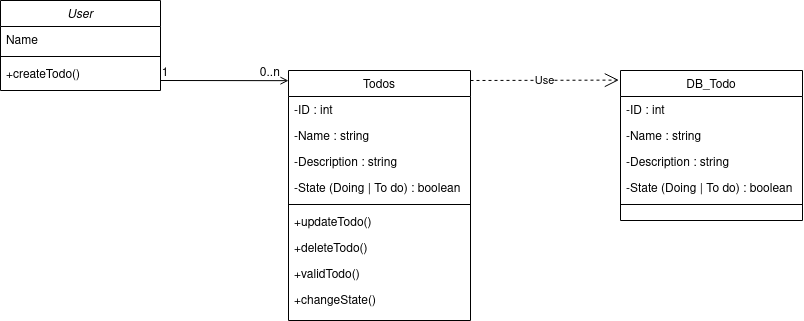 User
Name
+createTodo()
1
0..n
Todos
-ID : int
-Name : string
-Description : string
-State (Doing | To do) : boolean
+updateTodo()
+deleteTodo()
+validTodo()
+changeState()
Use
DB_Todo
-ID : int
-Name : string
-Description : string
-State (Doing | To do) : boolean